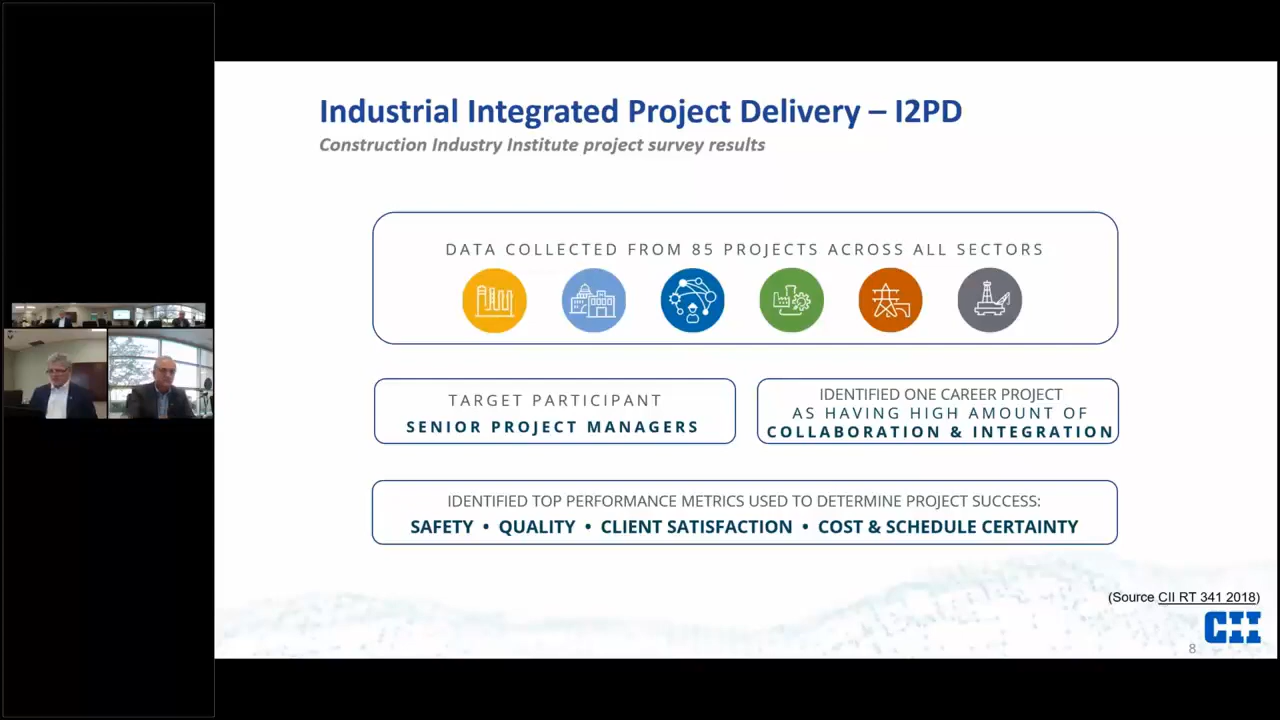 Industrial Integrated Project Delivery – I2PD
Construction Industry Institute project survey results
DATA COLLECTED FROM 85 PROJECTS ACROSS ALL SECTORS
TARGET PARTICIPANT
SENIOR PROJECT MANAGERS
IDENTIFIED ONE CAREER PROJECT
AS HAVING HIGH AMOUNT OF
COLLABORATION & INTEGRATION
IDENTIFIED TOP PERFORMANCE METRICS USED TO DETERMINE PROJECT SUCCESS:
SAFETY • QUALITY • CLIENT SATISFACTION • COST & SCHEDULE CERTAINTY
(Source CII RT 341 2018)
CII
8